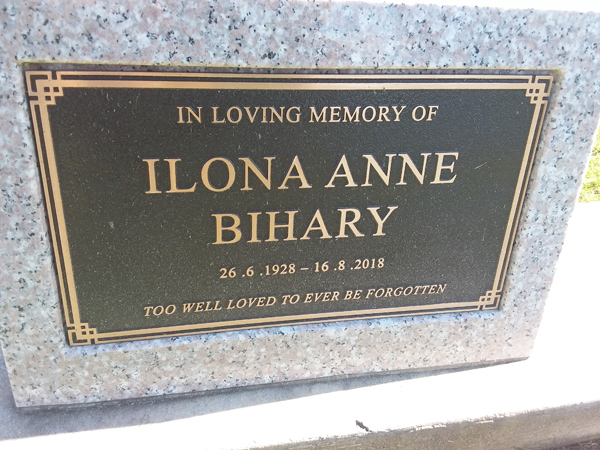 IN LOVING MEMORY OF
ILONA ANNE
BIHARY
26 .6 .1928 – 16 .8 .2018
TOO WELL LOVED TO EVER BE FORGOTTEN